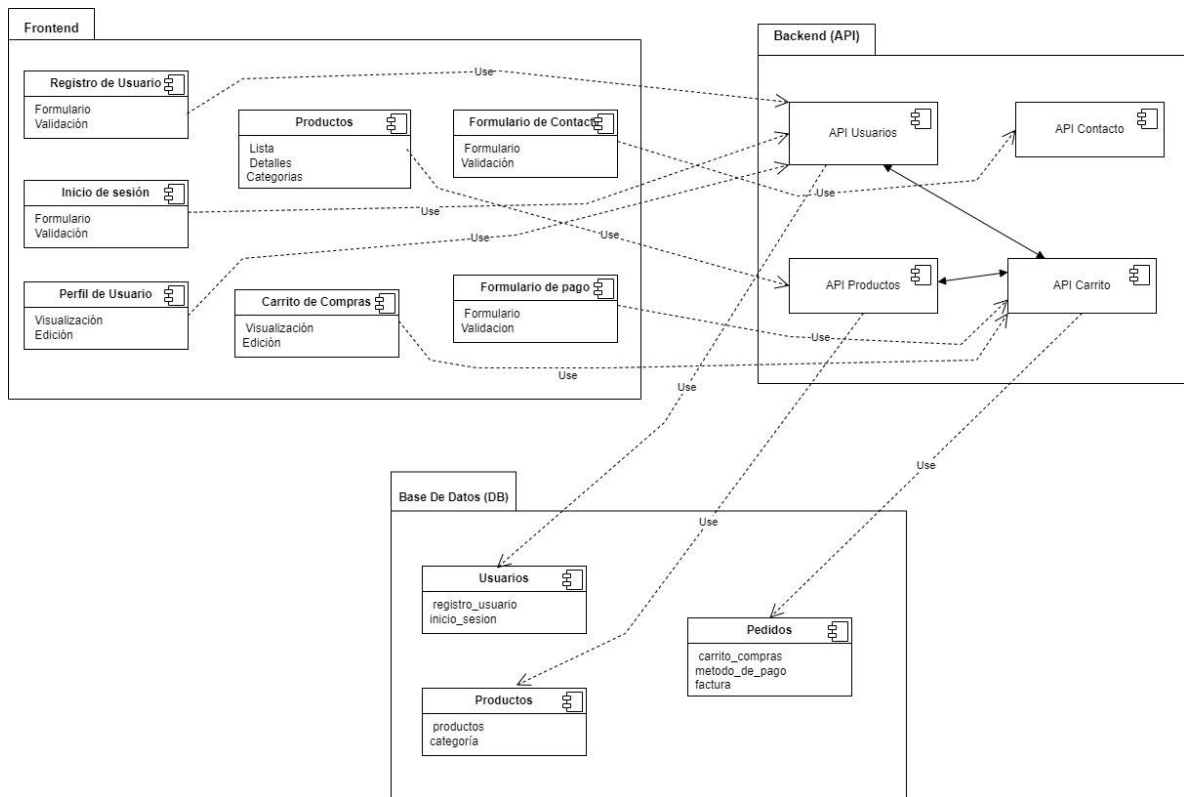 Frontend
Registro de Usuario
Formulario
Validación
Inicio de sesión
Formulario
Validación
Perfil de Usuario
Visualización
Edición
Productos
Lista
Detalles
Categorias
Carrito de Compras
Visualización
Edición
Formulario de Contacto
Formulario
Validación
Formulario de pago
Formulario
Validacion
Use
Use
Use
Use
Use
Use
Use
Backend (API)
API Usuarios
API Contacto
API Productos
API Carrito
Use
Use
Use
Base De Datos (DB)
Usuarios
registro_usuario
inicio_sesion
Productos
productos
categoría
Pedidos
carrito_compras
metodo_de_pago
factura